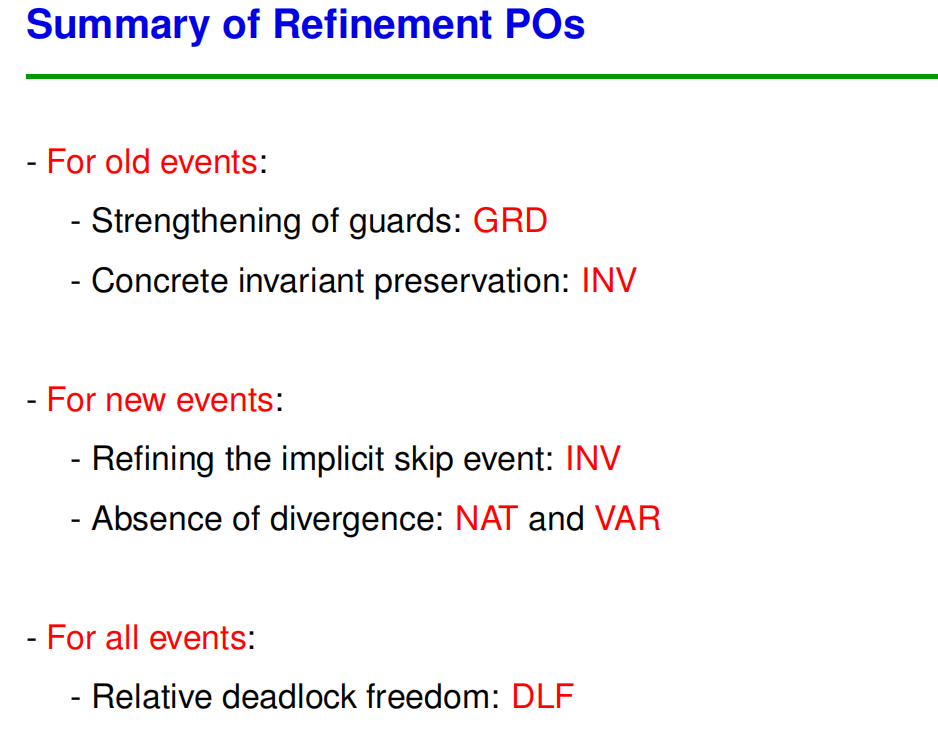 Summary of Refinement POs
- For old events:
- Strengthening of guards: GRD
- Concrete invariant preservation: INV
- For new events:
- Refining the implicit skip event: INV
- Absence of divergence: NAT and VAR
- For all events:
- Relative deadlock freedom: DLF